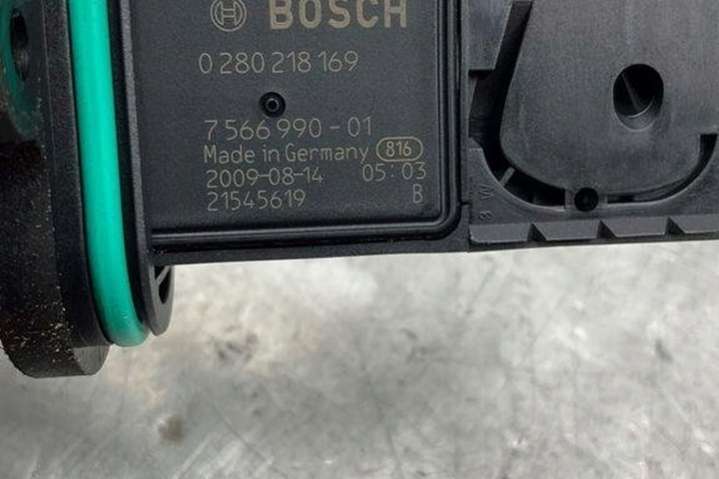 BOSCH
0 280 218 169
7 566 990-01
Made in Germany 816
2009-08-14 05:03
21545619 B
8 W